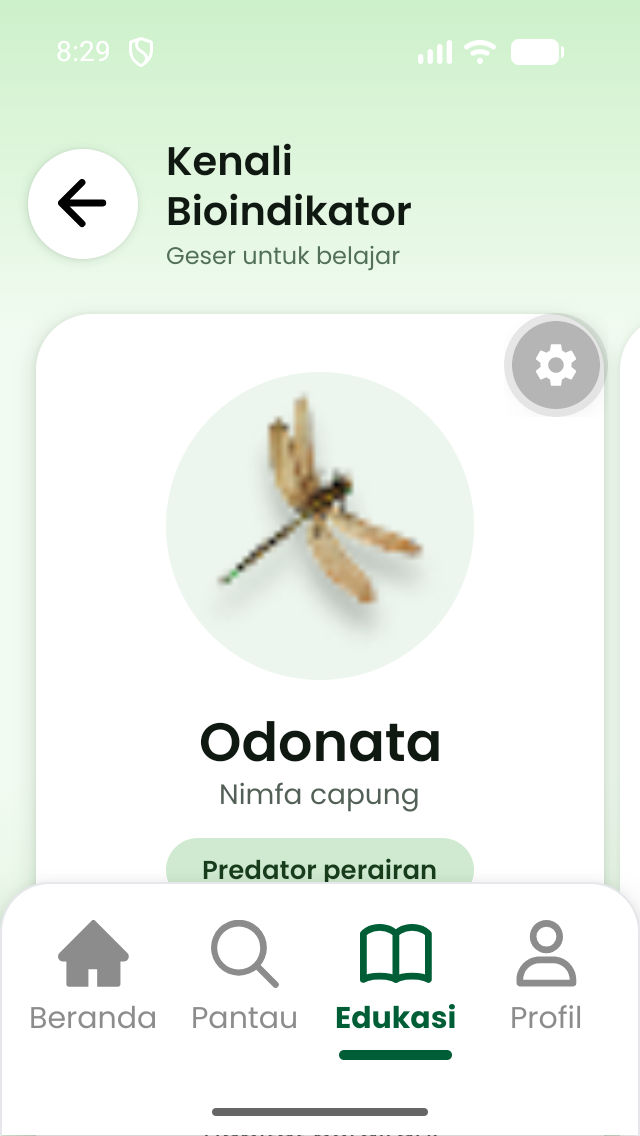 8:29
Kenali
Bioindikator
Geser untuk belajar
Odonata
Nimfa capung
Predator perairan
Beranda
Pantau
Edukasi
Profil